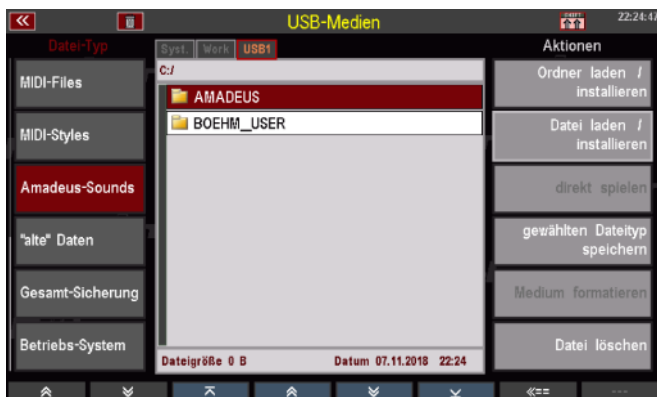 USB-Medien
SHIFT
22:24:47
Datei-Typ
Syst. Work USB1
Aktionen
MIDI-Files
MIDI-Styles
Amadeus-Sounds
"alte" Daten
Gesamt-Sicherung
Betriebs-System
C:/
AMADEUS
BOEHM_USER
Dateigröße 0 B
Datum 07.11.2018 22:24
Ordner laden /
installieren
Datei laden /
installieren
direkt spielen
gewählten Dateityp
speichern
Medium formatieren
Datei löschen
«==
---